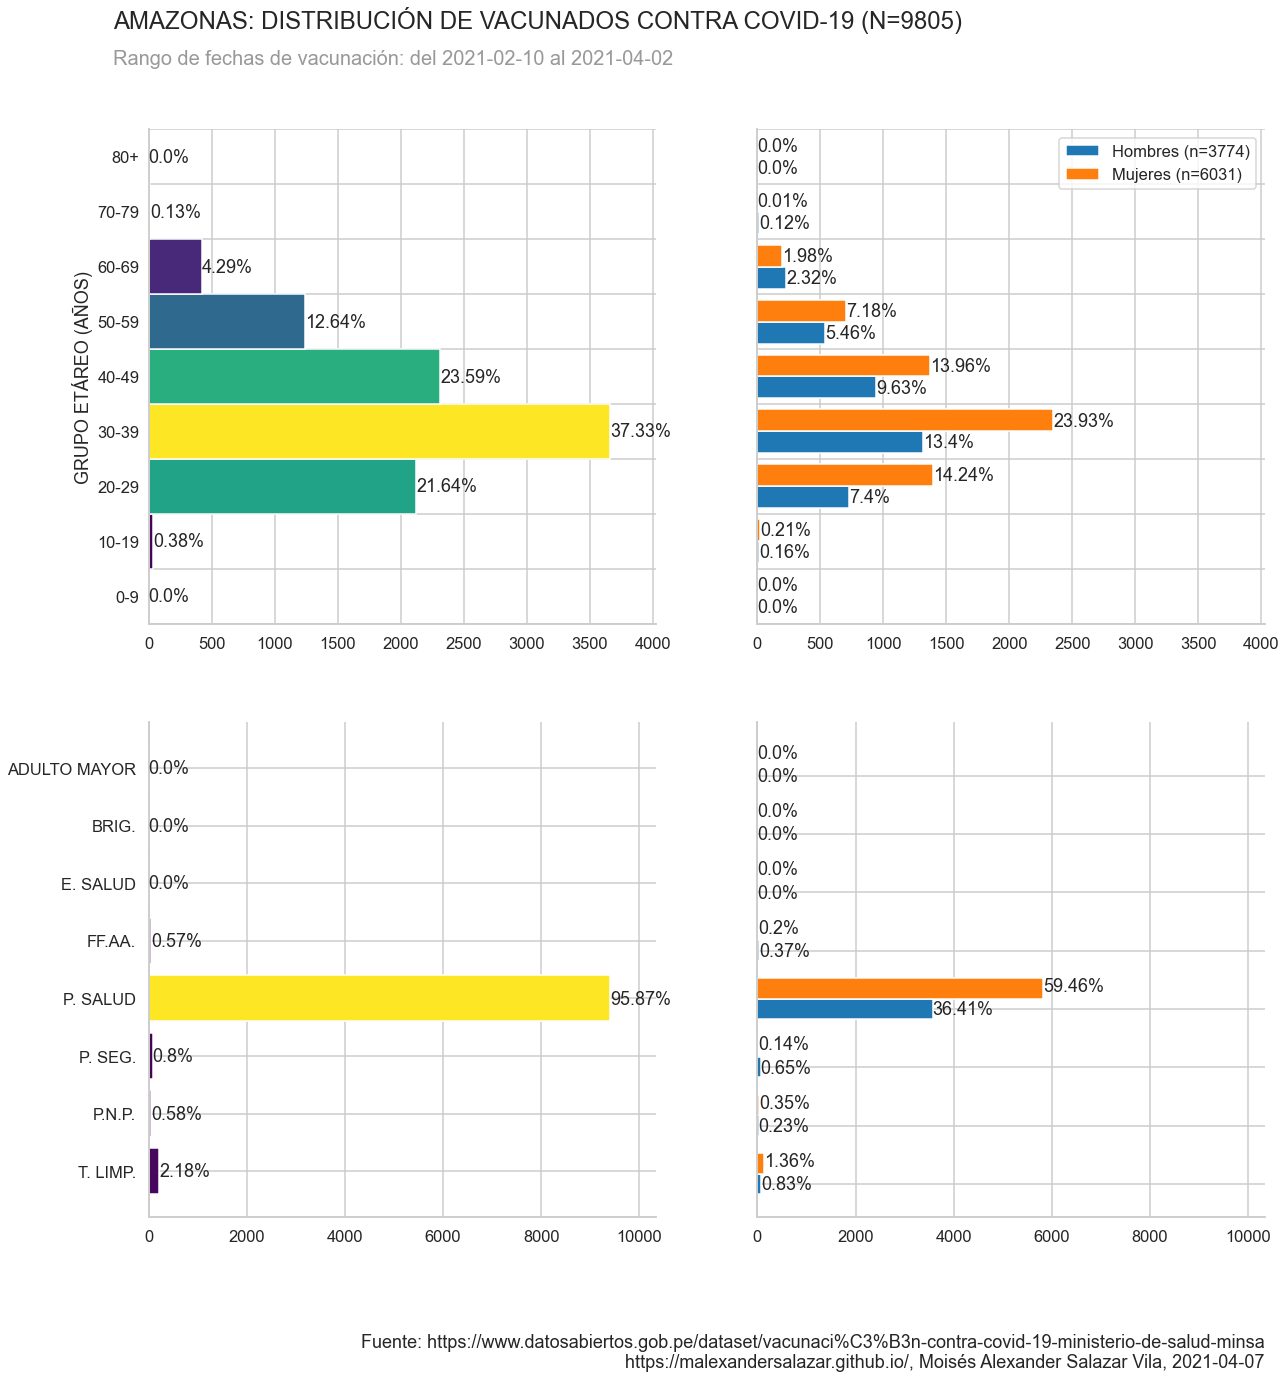 AMAZONAS: DISTRIBUCIÓN DE VACUNADOS CONTRA COVID-19 (N=9805)
Rango de fechas de vacunación: del 2021-02-10 al 2021-04-02
GRUPO ETÁREO (AÑOS)
80+ 0.0%
70-79 0.13%
60-69 4.29%
50-59 12.64%
40-49 23.59%
30-39 37.33%
20-29 21.64%
10-19 0.38%
0-9 0.0%
0 500 1000 1500 2000 2500 3000 3500 4000
Hombres (n=3774)
Mujeres (n=6031)
0.0%
0.0%
0.01%
0.12%
1.98%
2.32%
7.18%
5.46%
13.96%
9.63%
23.93%
13.4%
14.24%
7.4%
0.21%
0.16%
0.0%
0.0%
0 500 1000 1500 2000 2500 3000 3500 4000
ADULTO MAYOR 0.0%
BRIG. 0.0%
E. SALUD 0.0%
FF.AA. 0.57%
P. SALUD 95.87%
P. SEG. 0.8%
P.N.P. 0.58%
T. LIMP. 2.18%
0 2000 4000 6000 8000 10000
0.0%
0.0%
0.0%
0.0%
0.0%
0.0%
0.2%
0.37%
59.46%
36.41%
0.14%
0.65%
0.35%
0.23%
1.36%
0.83%
0 2000 4000 6000 8000 10000
Fuente: https://www.datosabiertos.gob.pe/dataset/vacunaci%C3%B3n-contra-covid-19-ministerio-de-salud-minsa
https://malexandersalazar.github.io/, Moisés Alexander Salazar Vila, 2021-04-07